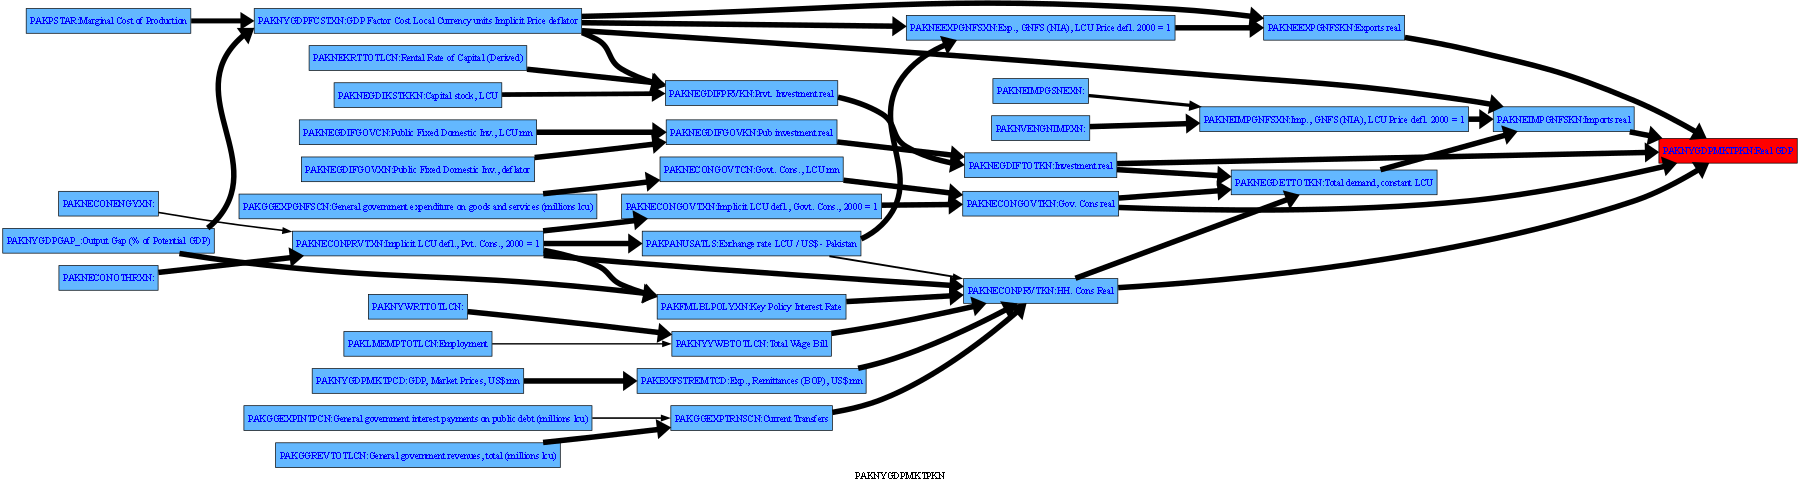 PAKPSTAR:Marginal Cost of Production
PAKNYGDPFCSTXN:GDP Factor Cost Local Currency units Implicit Price deflator
PAKNEEXPGNFSXN:Exp., GNFS (NIA), LCU Price defl. 2000 = 1
PAKNEEXPGNFSKN:Exports real
PAKNEKRTTOTLCN:Rental Rate of Capital (Derived)
PAKNEGDIKSTKKN:Capital stock, LCU
PAKNEGDIFPRVKN:Prvt. Investment real
PAKNEIMPGSNEXN:
PAKNVENGNIMPXN:
PAKNEIMPGNFSXN:Imp., GNFS (NIA), LCU Price defl. 2000 = 1
PAKNEIMPGNFSKN:Imports real
PAKNEGDIFGOVCN:Public Fixed Domestic Inv., LCU mn
PAKNEGDIFGOVKN:Pub investment real
PAKNYGDPMKTPKN:Real GDP
PAKNEGDIFGOVXN:Public Fixed Domestic Inv., deflator
PAKNECONGOVTCN:Govt. Cons., LCU mn
PAKNEGDIFTOTKN:Investment real
PAKNEGDETTOTKN:Total demand, constant LCU
PAKNECONENGYXN:
PAKGGEXPGNFSCN:General government expenditure on goods and services (millions lcu)
PAKNECONGOVTXN:Implicit LCU defl., Govt. Cons., 2000 = 1
PAKNECONGOVTKN:Gov. Cons real
PAKNYGDPGAP_:Output Gap (% of Potential GDP)
PAKNECONPRVTXN:Implicit LCU defl., Pvt. Cons., 2000 = 1
PAKPANUSATLS:Exchange rate LCU / US$ - Pakistan
PAKNECONOTHRXN:
PAKNECONPRVTKN:HH. Cons Real
PAKNYWRTTOTLCN:
PAKFMLBLPOLYXN:Key Policy Interest Rate
PAKLMEMPTOTLCN:Employment
PAKNYYWBTOTLCN:Total Wage Bill
PAKNYGDPMKTPCD:GDP, Market Prices, US$ mn
PAKBXFSTREMTCD:Exp., Remittances (BOP), US$ mn
PAKGGEXPINTPCN:General government interest payments on public debt (millions lcu)
PAKGGEXPTRNSCN:Current Transfers
PAKGGREVTOTLCN:General government revenues, total (millions lcu)
PAKNYGDPMKTPKN